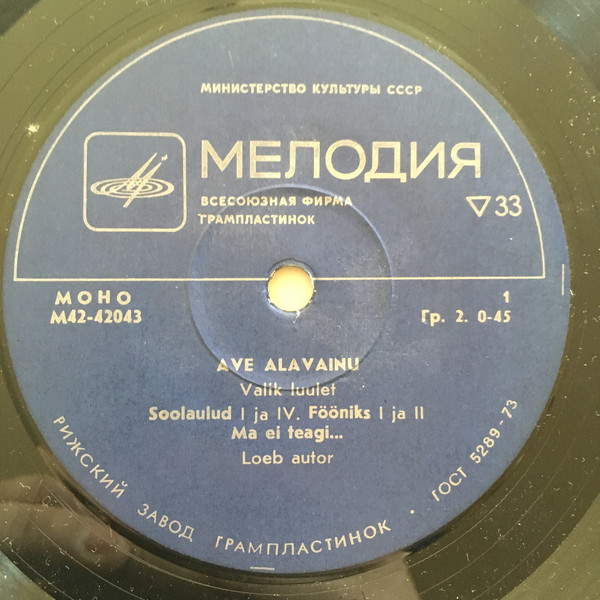 МИНИСТЕРСТВО КУЛЬТУРЫ СССР
МЕЛОДИЯ
ВСЕСОЮЗНАЯ ФИРМА
ГРАМПЛАСТИНОК
▽33
МОНО
М42-42043
1
Гр. 2. 0-45
AVE ALAVAINU
Valik luulet
Soolaulud I ja IV. Fööniks I ja II
Ma ei teagi...
Loeb autor
РИЖСКИЙ ЗАВОД ГРАМПЛАСТИНОК • ГОСТ 5289-73